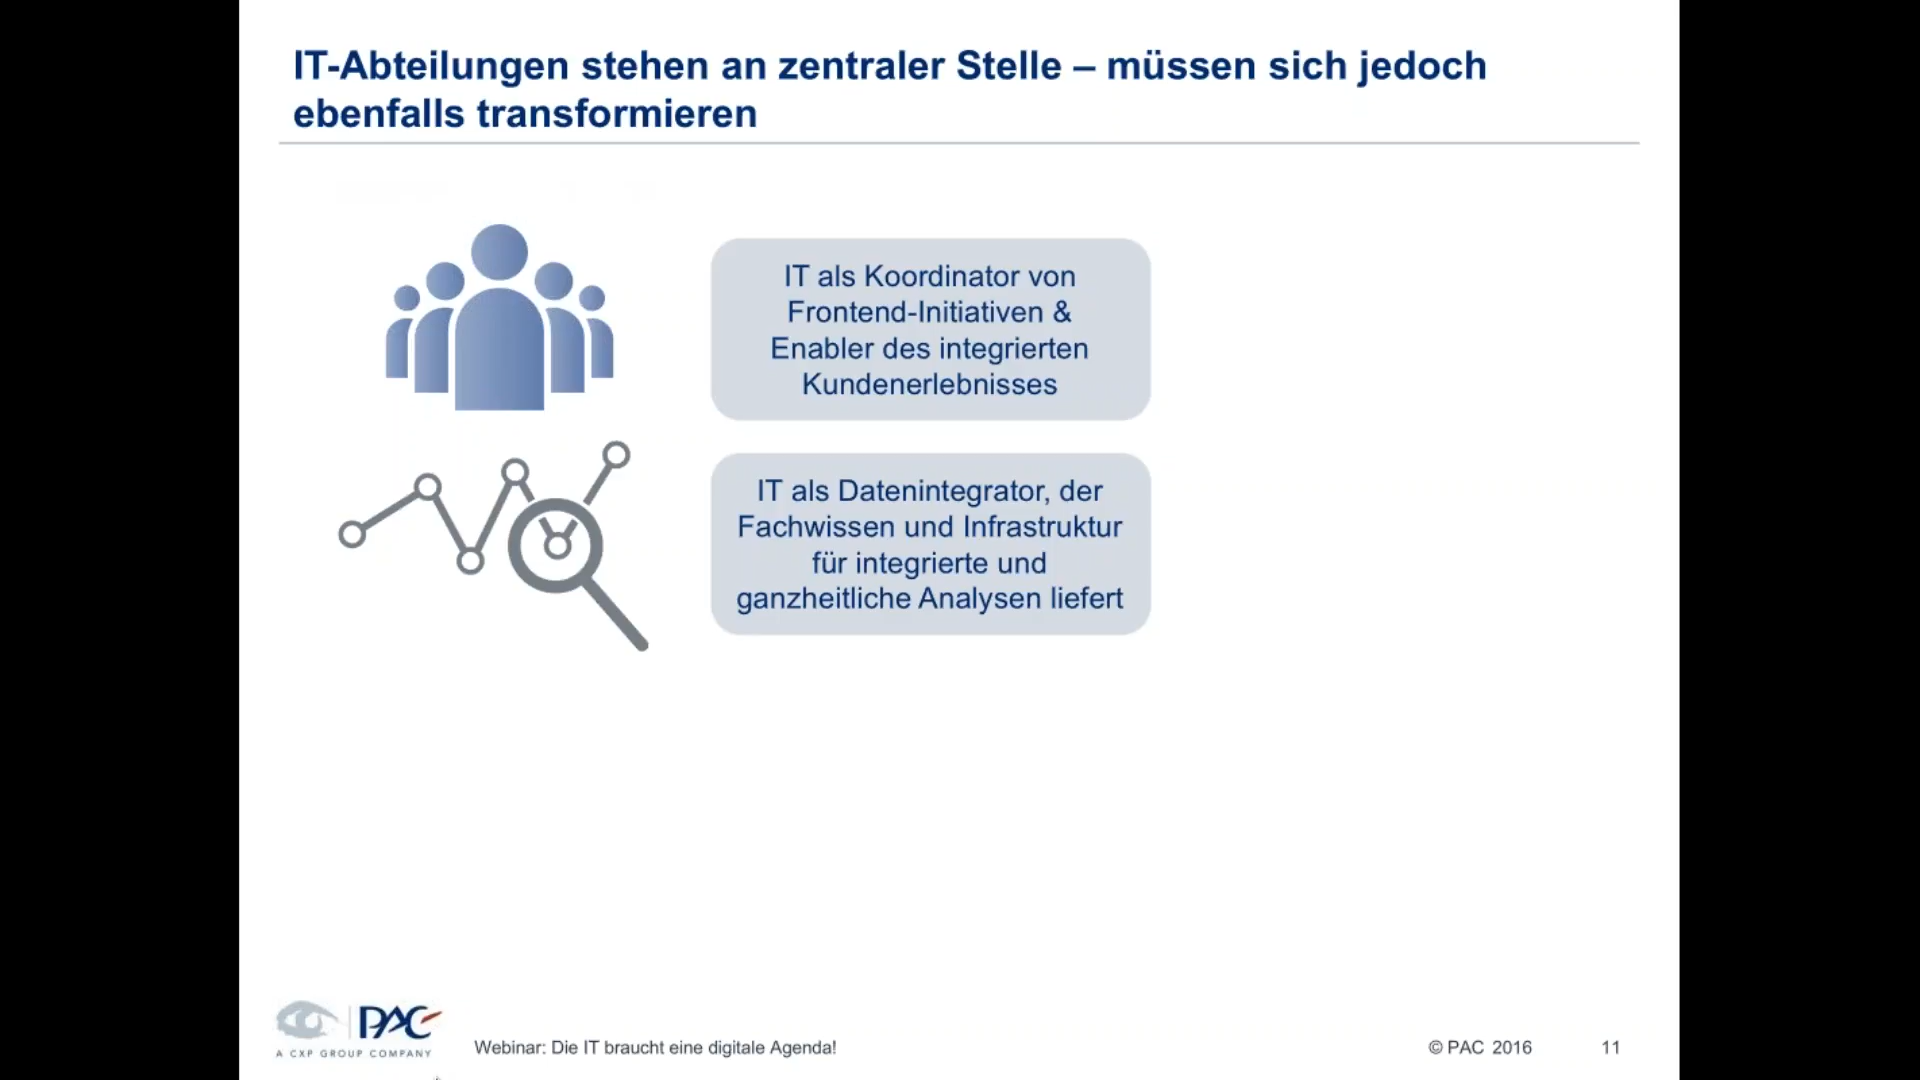 IT-Abteilungen stehen an zentraler Stelle – müssen sich jedoch
ebenfalls transformieren
IT als Koordinator von
Frontend-Initiativen &
Enabler des integrierten
Kundenerlebnisses
IT als Datenintegrator, der
Fachwissen und Infrastruktur
für integrierte und
ganzheitliche Analysen liefert
PAC
A CXP GROUP COMPANY
Webinar: Die IT braucht eine digitale Agenda!
© PAC 2016
11